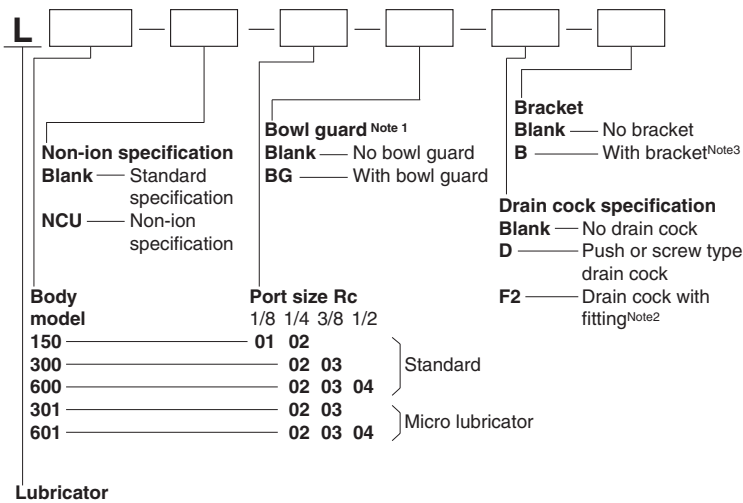 L
Bracket
Blank — No bracket
B — With bracketNote3
Bowl guard Note 1
Blank — No bowl guard
BG — With bowl guard
Non-ion specification
Blank — Standard
specification
NCU — Non-ion
specification
Drain cock specification
Blank — No drain cock
D — Push or screw type
drain cock
F2 — Drain cock with
fittingNote2
Body
model
Port size Rc
1/8 1/4 3/8 1/2
150 — 01 02
300 — 02 03
600 — 02 03 04
Standard
301 — 02 03
601 — 02 03 04
Micro lubricator
Lubricator